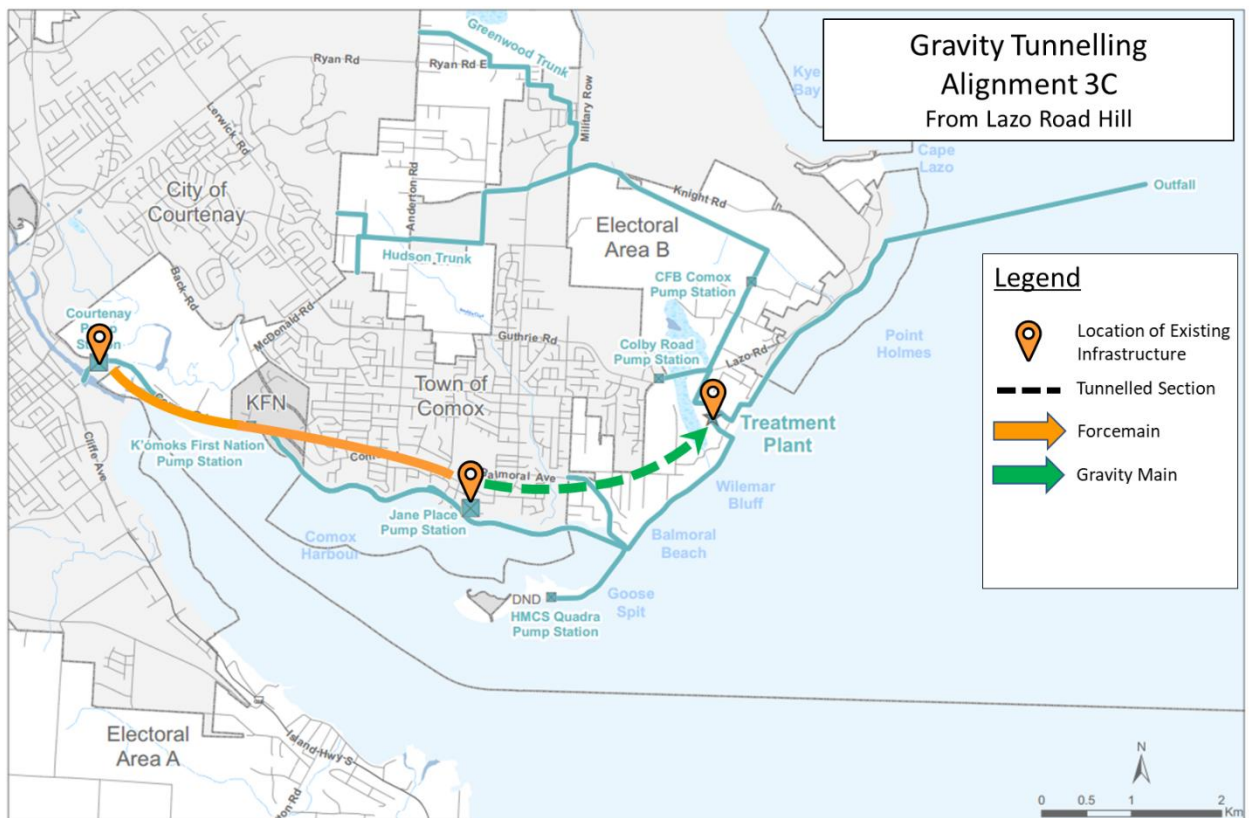 Gravity Tunnelling
Alignment 3C
From Lazo Road Hill
Greenwood Trunk
Ryan Rd
Ryan Rd E
Military Row
Kye
Bay
Cape
Lazo
Lerwick Rd
Anderton Rd
Knight Rd
Outfall
City of
Courtenay
Electoral
Area B
Hudson Trunk
Back-Rd
CFB Comox
Pump Station
Courtenay
McDonald-Rd
Guthrie Rd
Colby Road
Pump Station
Lazo-Rd
Point
Holmes
Town of
Comox
KFN
Treatment
Plant
Cliffe Ave
K'ómoks First Nation
Pump Station
Jane Place
Pump Station
Wilemar
Bluff
Comox
Harbour
Balmoral
Beach
Goose
Spit
DND
HMCS Quadra
Pump Station
Electoral
Area A
Island-Hwy-S
Legend
Location of Existing
Infrastructure
Tunnelled Section
Forcemain
Gravity Main
N
0 0.5 1 2
Km